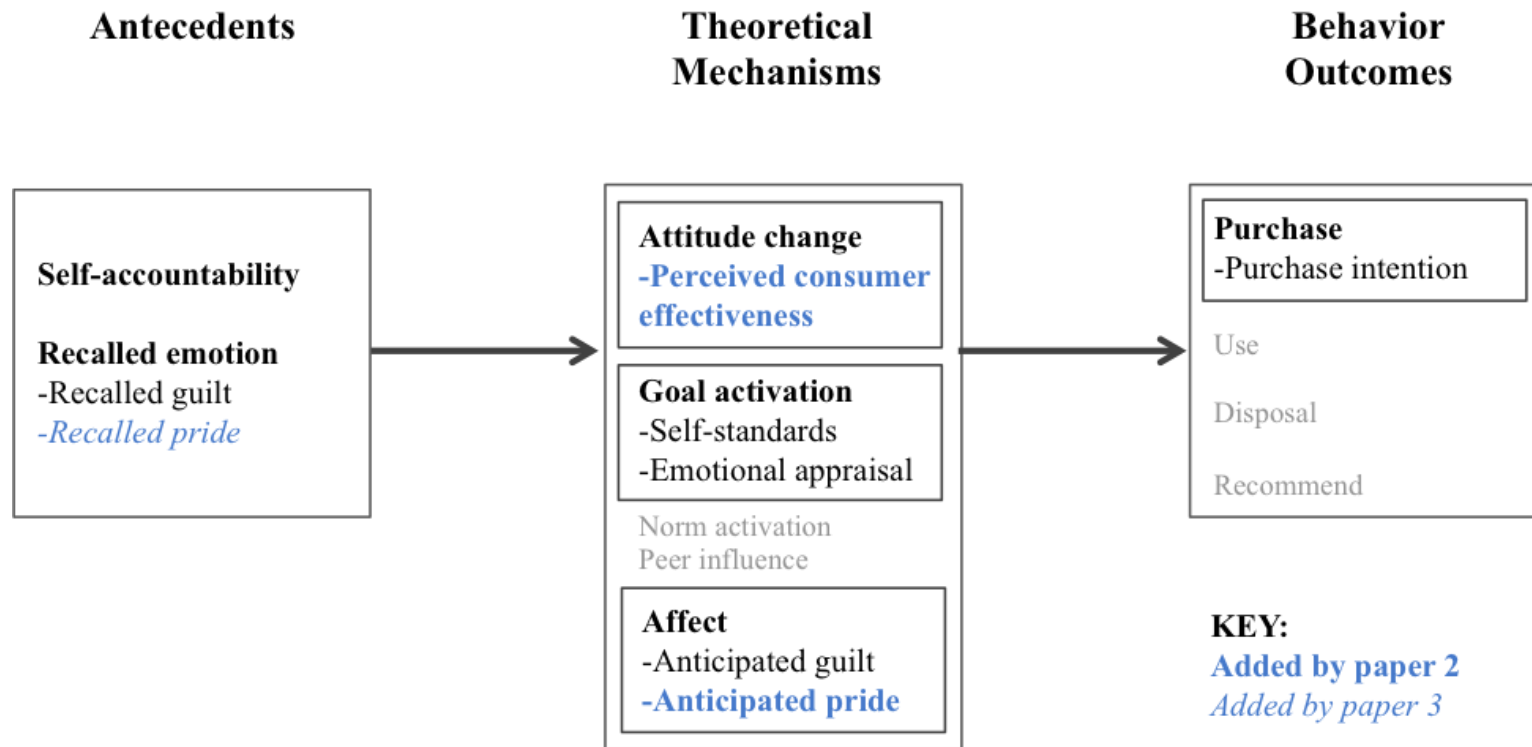 Antecedents
Theoretical
Mechanisms
Behavior
Outcomes
Self-accountability
Recalled emotion
-Recalled guilt
-Recalled pride
Attitude change
-Perceived consumer
effectiveness
Goal activation
-Self-standards
-Emotional appraisal
Norm activation
Peer influence
Affect
-Anticipated guilt
-Anticipated pride
Purchase
-Purchase intention
Use
Disposal
Recommend
KEY:
Added by paper 2
Added by paper 3